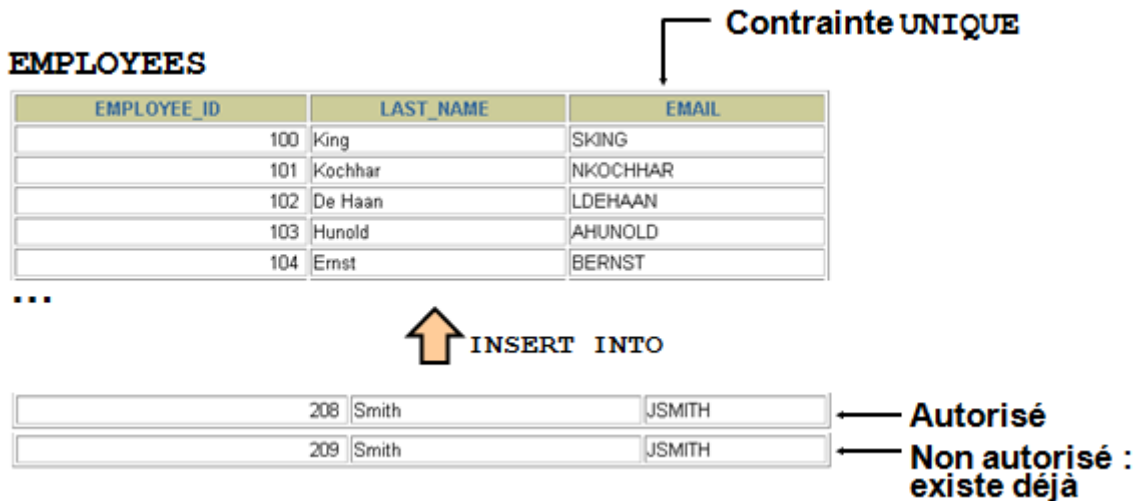 Contrainte UNIQUE
EMPLOYEES
EMPLOYEE_ID LAST_NAME EMAIL
100 King SKING
101 Kochhar NKOCHHAR
102 De Haan LDEHAAN
103 Hunold AHUNOLD
104 Ernst BERNST
...
INSERT INTO
208 Smith JSMITH
Autorisé
209 Smith JSMITH
Non autorisé :
existe déjà